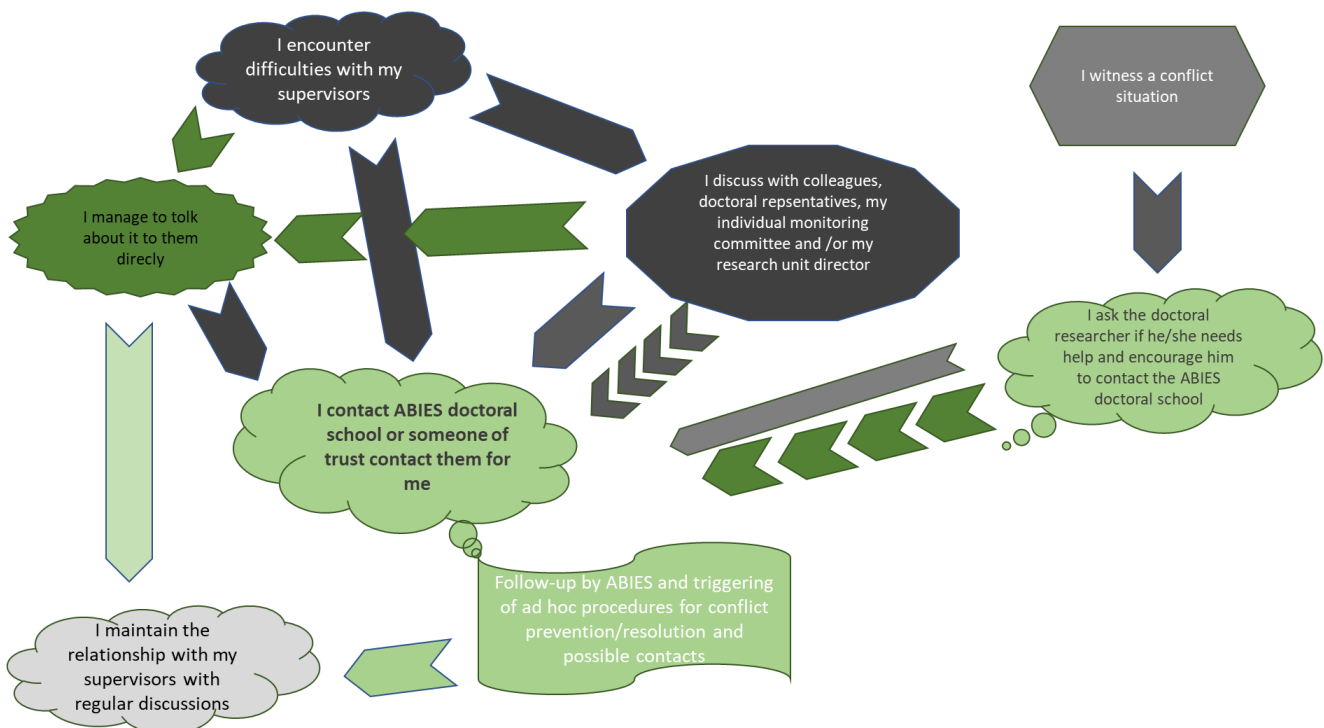 I encounter
difficulties with my
supervisors
I witness a conflict
situation
I manage to tolk
about it to them
direcly
I discuss with colleagues,
doctoral repsentatives, my
individual monitoring
committee and /or my
research unit director
I ask the doctoral
researcher if he/she needs
help and encourage him
to contact the ABIES
doctoral school
I contact ABIES doctoral
school or someone of
trust contact them for
me
Follow-up by ABIES and triggering
of ad hoc procedures for conflict
prevention/resolution and
possible contacts
I maintain the
relationship with my
supervisors with
regular discussions